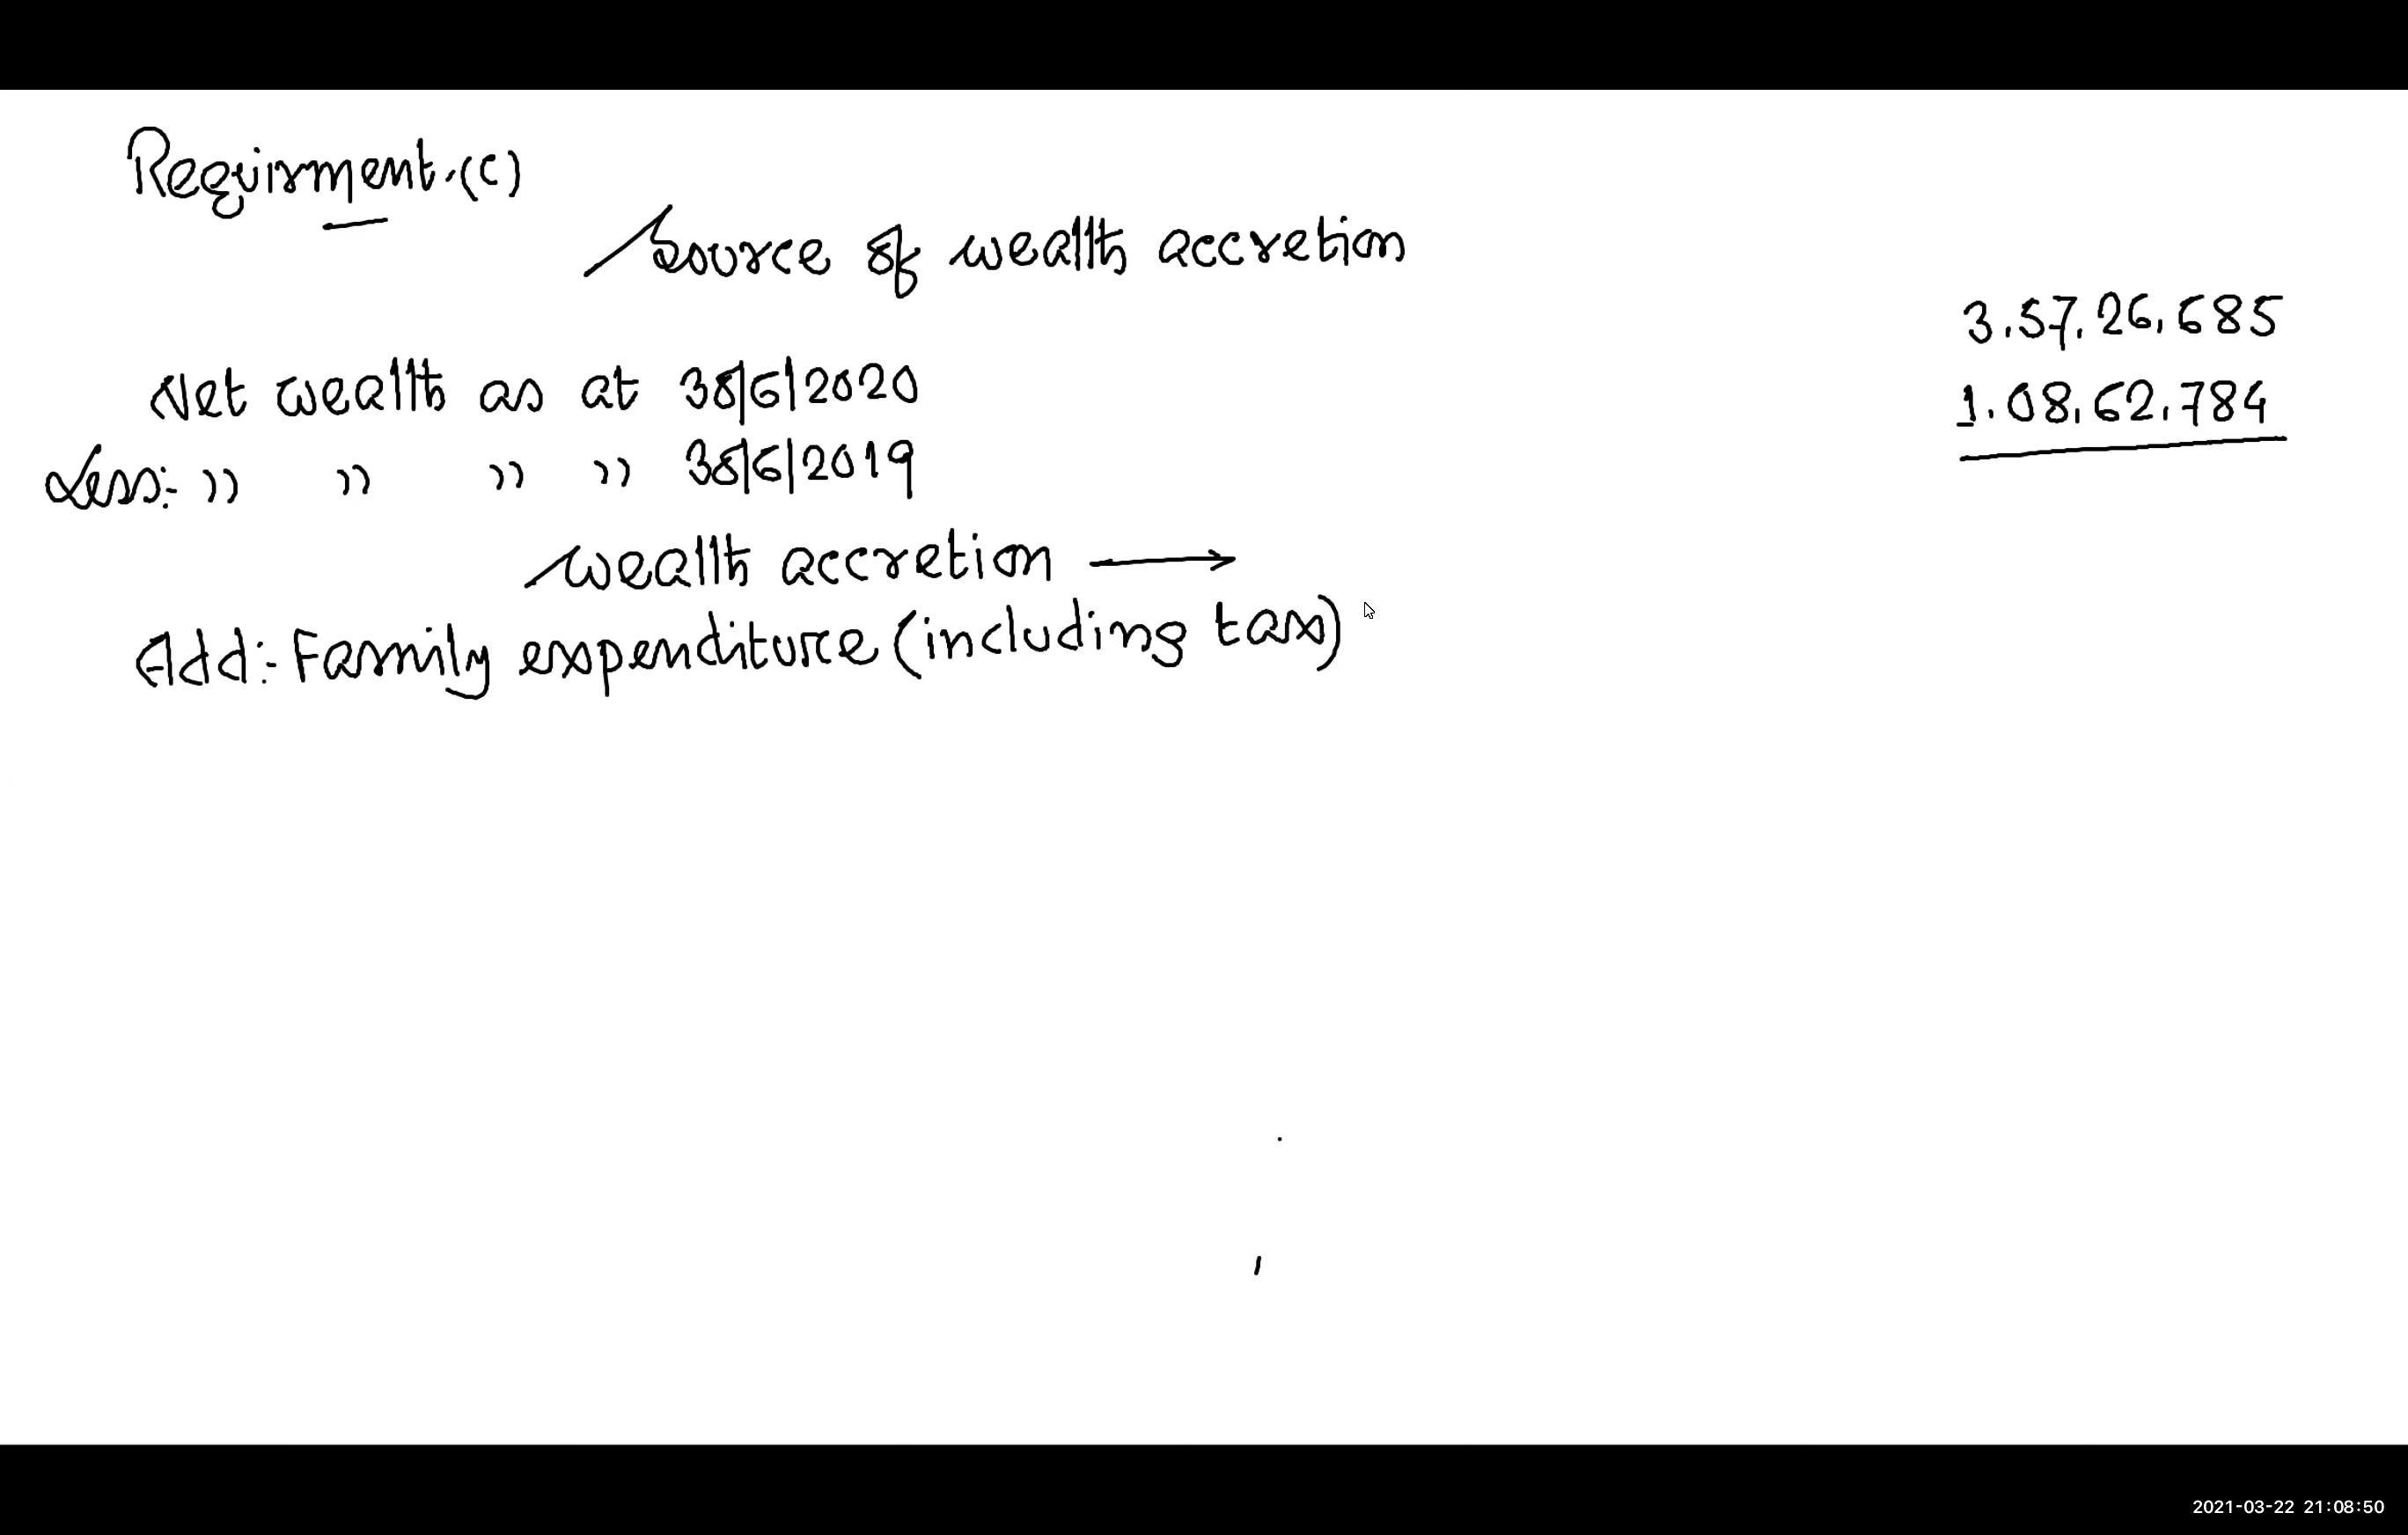 Requirment.(c)
Source of wealth accretion
3.57.26.685
Net wealth as at 30/6/2020
1.08.62.784
Less:- " " " " 30/6/2019
Wealth accretion →
Add:- Family expenditure (including tax)
2021-03-22 21:08:50